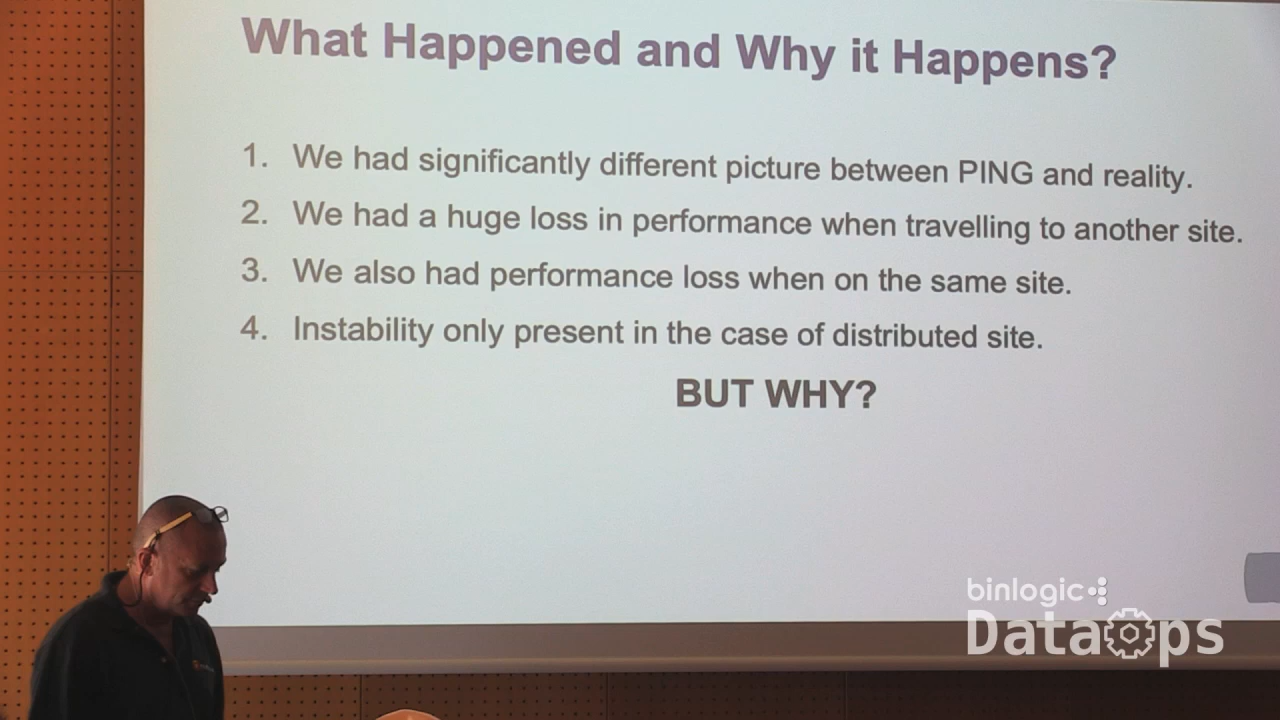 What Happened and Why it Happens?
1. We had significantly different picture between PING and reality.
2. We had a huge loss in performance when travelling to another site.
3. We also had performance loss when on the same site.
4. Instability only present in the case of distributed site.
BUT WHY?
binlogic
DataOps